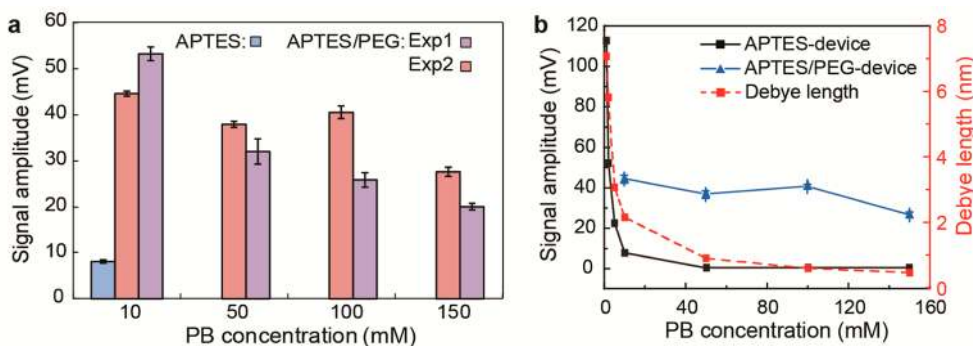 a
APTES: APTES/PEG: Exp1
Exp2
Signal amplitude (mV)
60
50
40
30
20
10
0
10 50 100 150
PB concentration (mM)
b
APTES-device
APTES/PEG-device
Debye length
Signal amplitude (mV)
120
100
80
60
40
20
0
0 40 80 120 160
PB concentration (mM)
8
6
4
2
0
Debye length (nm)